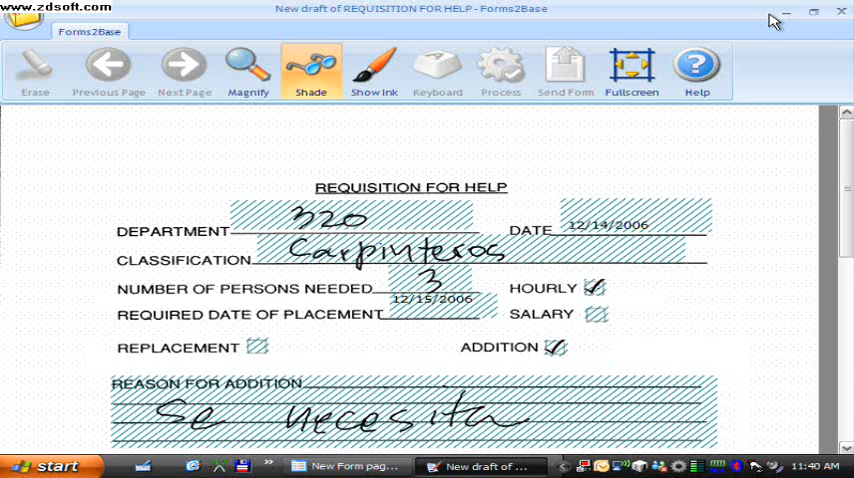 www.zdsoft.com
New draft of REQUISITION FOR HELP - Forms2Base
Forms2Base
Erase Previous Page Next Page Magnify Shade Show Ink Keyboard Process Send Form Fullscreen Help
REQUISITION FOR HELP
DEPARTMENT 320 DATE 12/14/2006
CLASSIFICATION Carpinteros
NUMBER OF PERSONS NEEDED 3 HOURLY
REQUIRED DATE OF PLACEMENT 12/15/2006 SALARY
REPLACEMENT ADDITION
REASON FOR ADDITION
Se necesita
start New Form pag... New draft of ... 11:40 AM